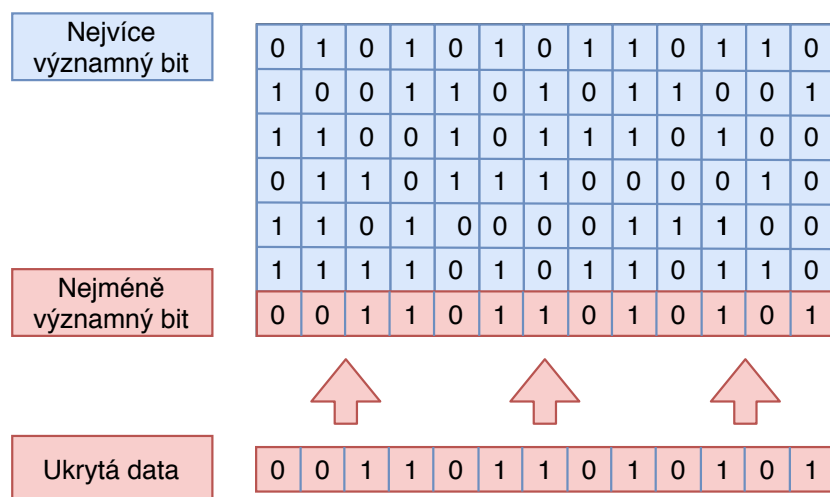 Nejvíce
významný bit
0 1 0 1 0 1 0 1 1 0 1 1 0
1 0 0 1 1 0 1 0 1 1 0 0 1
1 1 0 0 1 0 1 1 1 0 1 0 0
0 1 1 0 1 1 1 0 0 0 0 1 0
1 1 0 1 0 0 0 0 1 1 1 0 0
1 1 1 1 0 1 0 1 1 0 1 1 0
Nejméně
významný bit
0 0 1 1 0 1 1 0 1 0 1 0 1
Ukrytá data
0 0 1 1 0 1 1 0 1 0 1 0 1